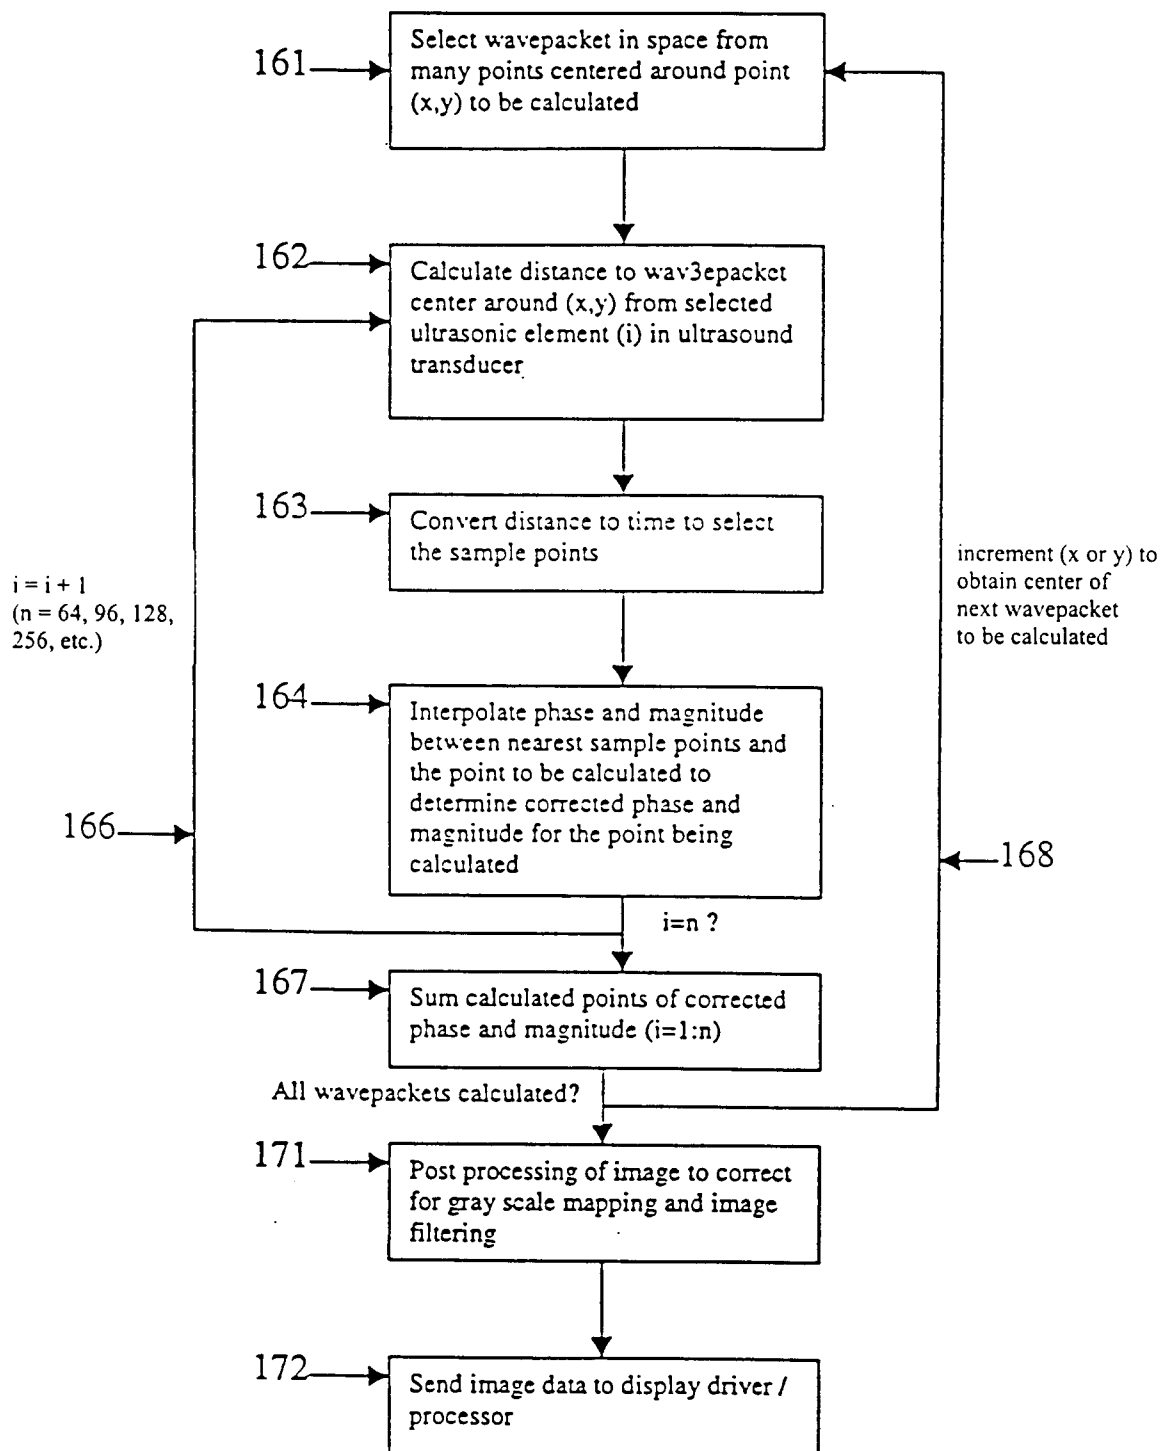 161
Select wavepacket in space from
many points centered around point
(x,y) to be calculated
162
Calculate distance to wav3epacket
center around (x,y) from selected
ultrasonic element (i) in ultrasound
transducer
163
Convert distance to time to select
the sample points
i = i + 1
(n = 64, 96, 128,
256, etc.)
increment (x or y) to
obtain center of
next wavepacket
to be calculated
164
Interpolate phase and magnitude
between nearest sample points and
the point to be calculated to
determine corrected phase and
magnitude for the point being
calculated
166
168
i=n ?
167
Sum calculated points of corrected
phase and magnitude (i=1:n)
All wavepackets calculated?
171
Post processing of image to correct
for gray scale mapping and image
filtering
172
Send image data to display driver /
processor